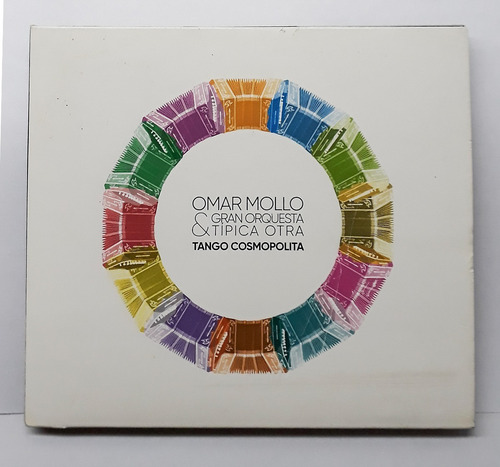 OMAR MOLLO
& GRAN ORQUESTA
TÍPICA OTRA
TANGO COSMOPOLITA